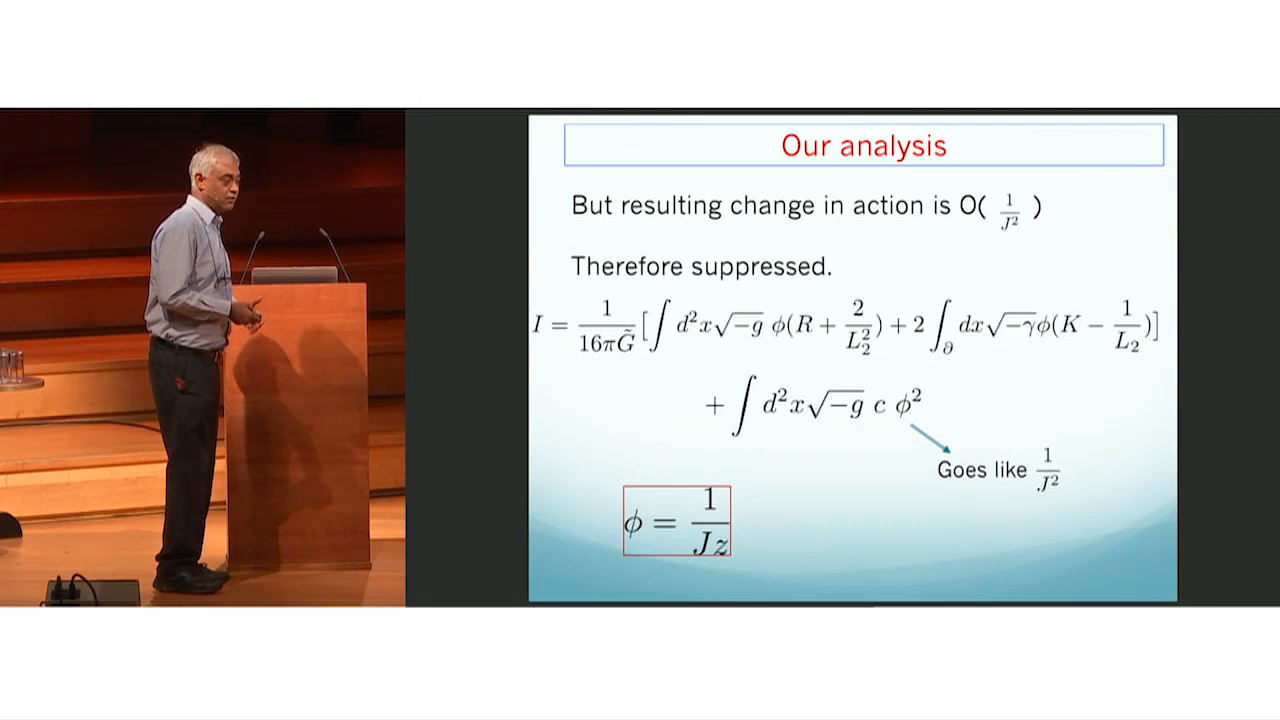 Our analysis
But resulting change in action is O( 1/J² )
Therefore suppressed.
I = 1/16πG̃ [∫ d²x√−g ϕ(R + 2/L₂²) + 2 ∫_∂ dx√−γϕ(K − 1/L₂)]
+ ∫ d²x√−g c ϕ²
Goes like 1/J²
ϕ = 1/Jz